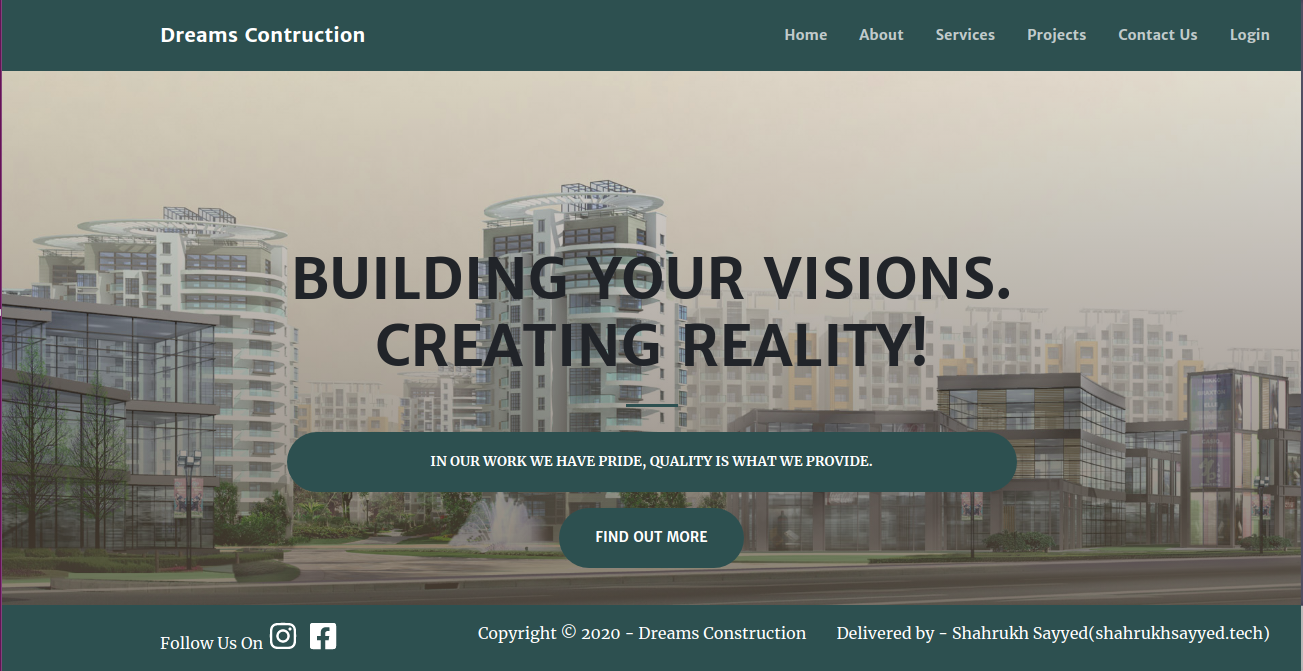 Dreams Contruction
Home About Services Projects Contact Us Login
BUILDING YOUR VISIONS.
CREATING REALITY!
IN OUR WORK WE HAVE PRIDE, QUALITY IS WHAT WE PROVIDE.
FIND OUT MORE
Follow Us On
Copyright © 2020 - Dreams Construction
Delivered by - Shahrukh Sayyed(shahrukhsayyed.tech)